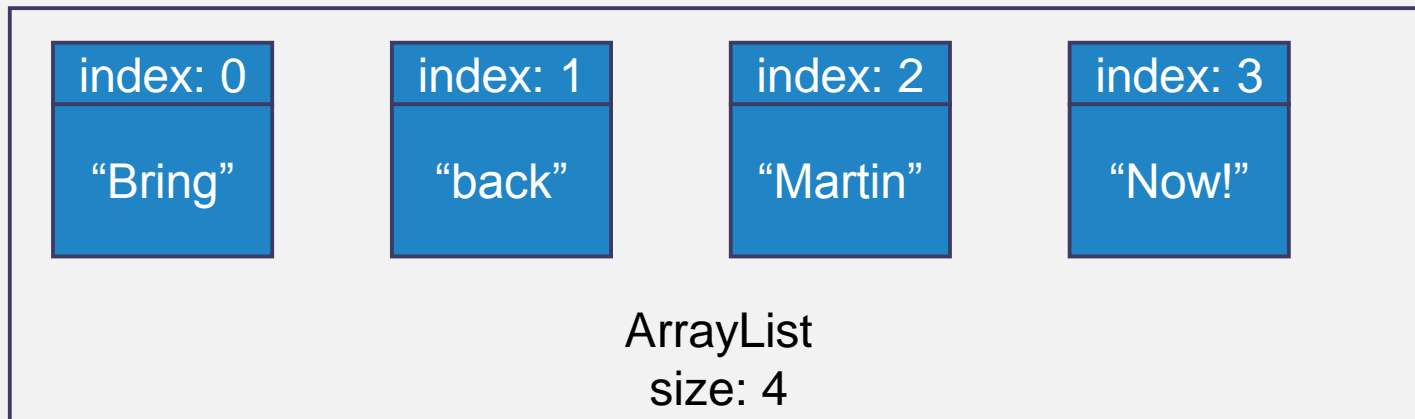 index: 0
index: 1
index: 2
index: 3
“Bring”
“back”
“Martin”
“Now!”
ArrayList
size: 4